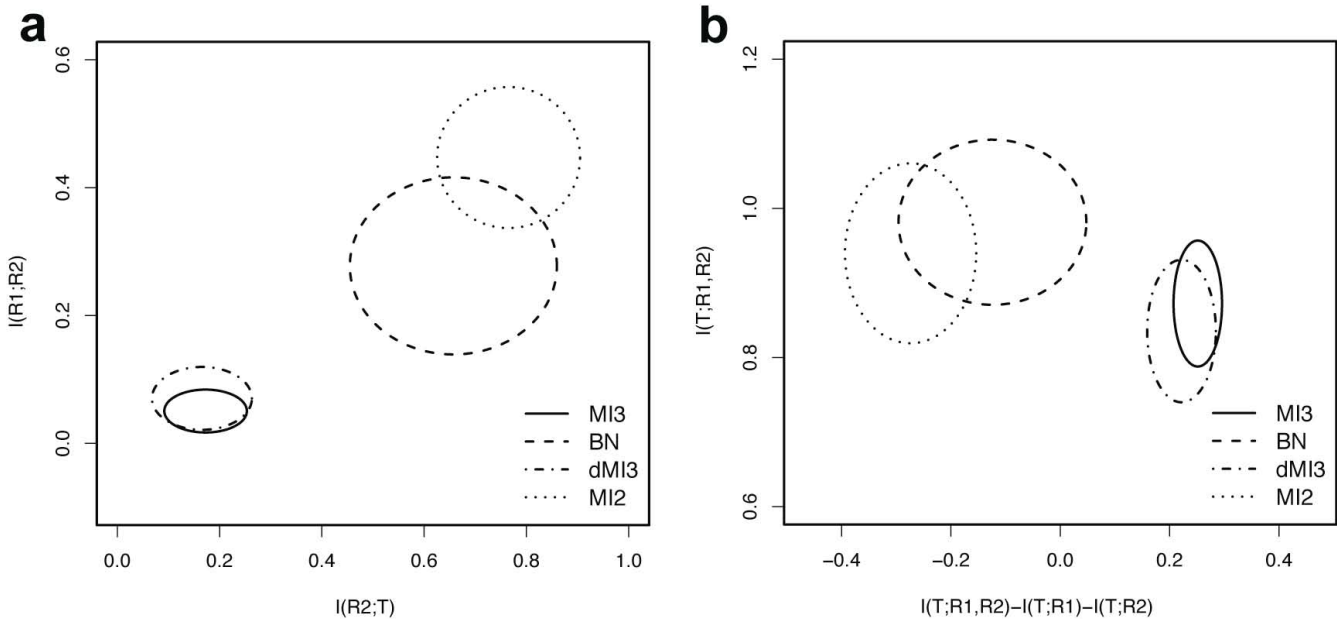 a
0.6
0.4
0.2
0.0
I(R1;R2)
MI3
BN
dMI3
MI2
0.0 0.2 0.4 0.6 0.8 1.0
I(R2;T)
b
1.2
1.0
0.8
0.6
I(T;R1,R2)
MI3
BN
dMI3
MI2
−0.4 −0.2 0.0 0.2 0.4
I(T;R1,R2)−I(T;R1)−I(T;R2)